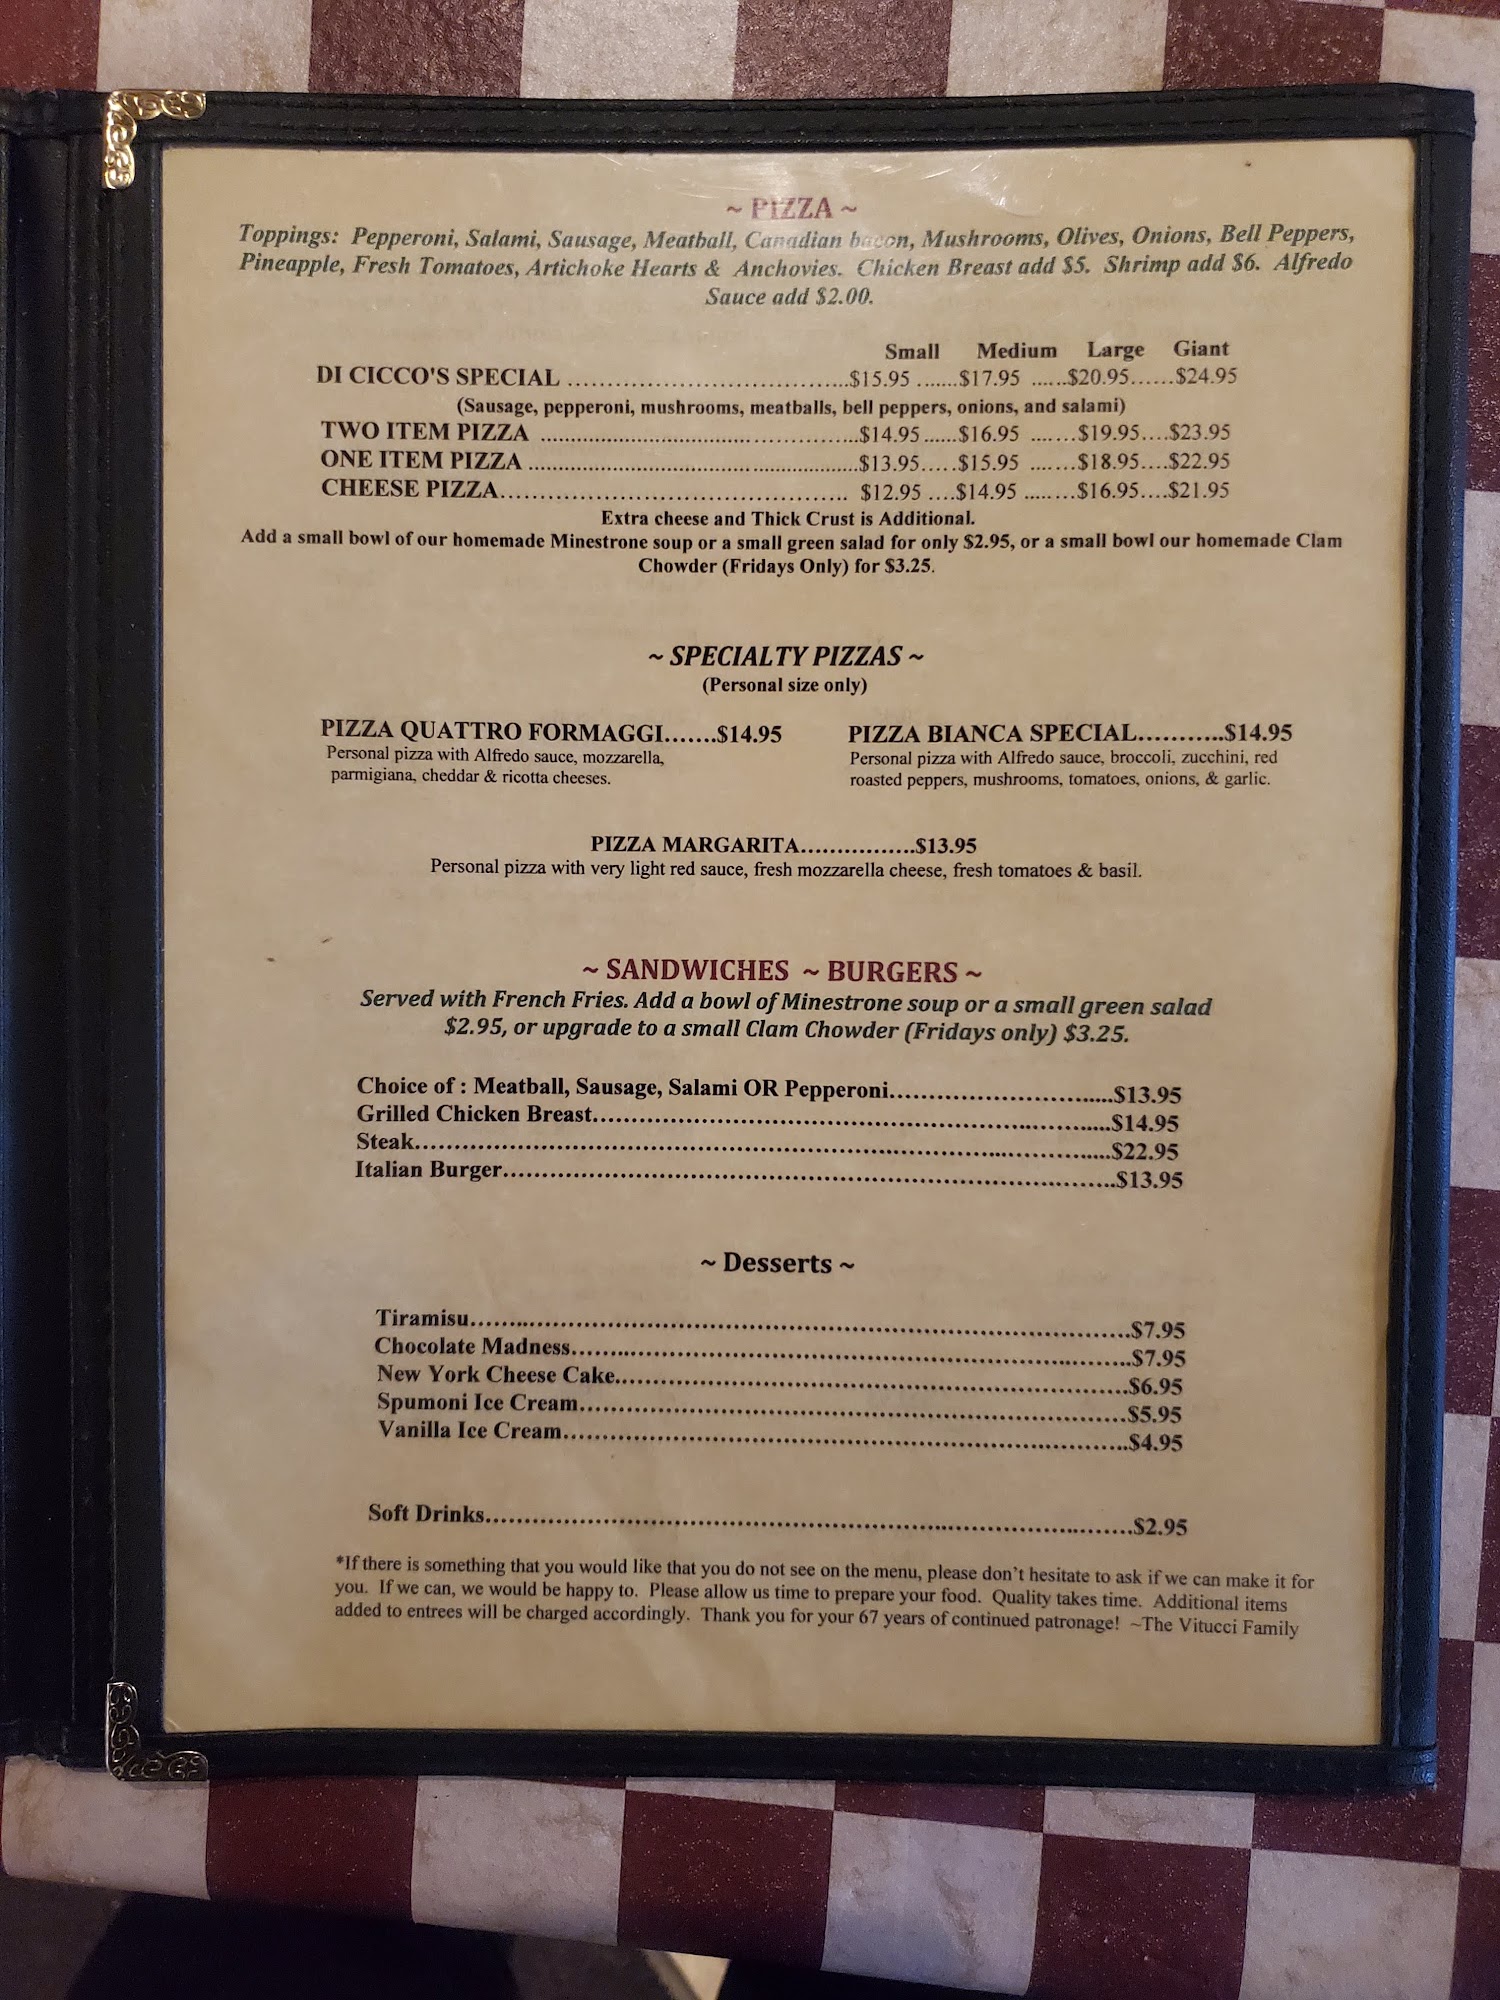 ~ PIZZA ~
Toppings: Pepperoni, Salami, Sausage, Meatball, Canadian bacon, Mushrooms, Olives, Onions, Bell Peppers,
Pineapple, Fresh Tomatoes, Artichoke Hearts & Anchovies. Chicken Breast add $5. Shrimp add $6. Alfredo
Sauce add $2.00.
Small Medium Large Giant
DI CICCO'S SPECIAL ........................................$15.95 .......$17.95 ......$20.95......$24.95
(Sausage, pepperoni, mushrooms, meatballs, bell peppers, onions, and salami)
TWO ITEM PIZZA ..............................................$14.95......$16.95 .......$19.95....$23.95
ONE ITEM PIZZA ..............................................$13.95.....$15.95 .......$18.95....$22.95
CHEESE PIZZA.............................................. $12.95 ....$14.95 ........$16.95....$21.95
Extra cheese and Thick Crust is Additional.
Add a small bowl of our homemade Minestrone soup or a small green salad for only $2.95, or a small bowl our homemade Clam
Chowder (Fridays Only) for $3.25.
~ SPECIALTY PIZZAS ~
(Personal size only)
PIZZA QUATTRO FORMAGGI.......$14.95
Personal pizza with Alfredo sauce, mozzarella,
parmigiana, cheddar & ricotta cheeses.
PIZZA BIANCA SPECIAL...........$14.95
Personal pizza with Alfredo sauce, broccoli, zucchini, red
roasted peppers, mushrooms, tomatoes, onions, & garlic.
PIZZA MARGARITA................$13.95
Personal pizza with very light red sauce, fresh mozzarella cheese, fresh tomatoes & basil.
~ SANDWICHES ~ BURGERS ~
Served with French Fries. Add a bowl of Minestrone soup or a small green salad
$2.95, or upgrade to a small Clam Chowder (Fridays only) $3.25.
Choice of : Meatball, Sausage, Salami OR Pepperoni................................$13.95
Grilled Chicken Breast................................................................$14.95
Steak................................................................................$22.95
Italian Burger........................................................................$13.95
~ Desserts ~
Tiramisu................................................................................$7.95
Chocolate Madness................................................................$7.95
New York Cheese Cake............................................................$6.95
Spumoni Ice Cream................................................................$5.95
Vanilla Ice Cream................................................................$4.95
Soft Drinks............................................................................$2.95
*If there is something that you would like that you do not see on the menu, please don't hesitate to ask if we can make it for
you. If we can, we would be happy to. Please allow us time to prepare your food. Quality takes time. Additional items
added to entrees will be charged accordingly. Thank you for your 67 years of continued patronage! ~The Vitucci Family